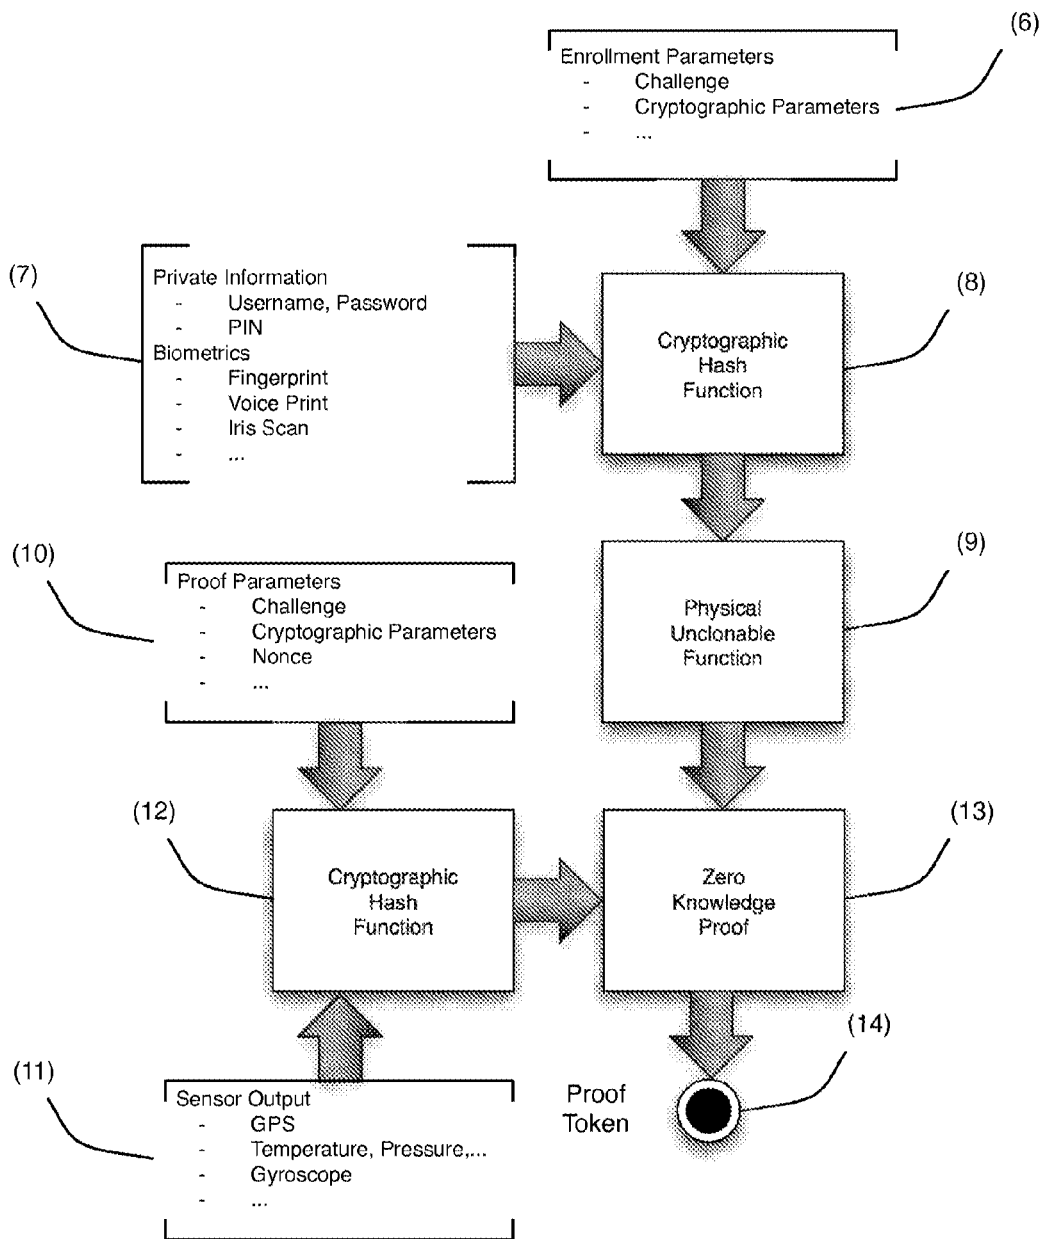 (6)
Enrollment Parameters
- Challenge
- Cryptographic Parameters
- ...
(7)
Private Information
- Username, Password
- PIN
Biometrics
- Fingerprint
- Voice Print
- Iris Scan
- ...
(8)
Cryptographic
Hash
Function
(9)
Physical
Unclonable
Function
(10)
Proof Parameters
- Challenge
- Cryptographic Parameters
- Nonce
- ...
(12)
Cryptographic
Hash
Function
(13)
Zero
Knowledge
Proof
(11)
Sensor Output
- GPS
- Temperature, Pressure,...
- Gyroscope
- ...
(14)
Proof
Token